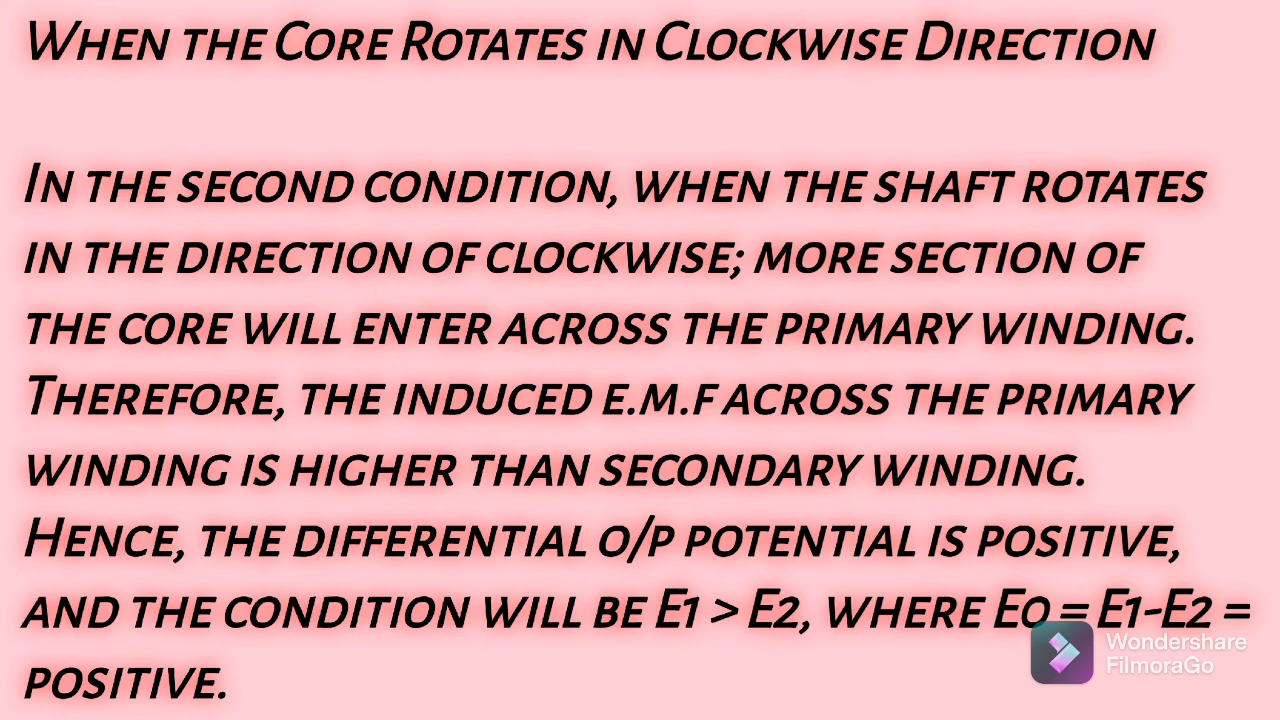 When the Core Rotates in Clockwise Direction
In the second condition, when the shaft rotates
in the direction of clockwise; more section of
the core will enter across the primary winding.
Therefore, the induced e.m.f across the primary
winding is higher than secondary winding.
Hence, the differential o/p potential is positive,
and the condition will be E1 > E2, where Eo = E1-E2 =
positive.
Wondershare
FilmoraGo